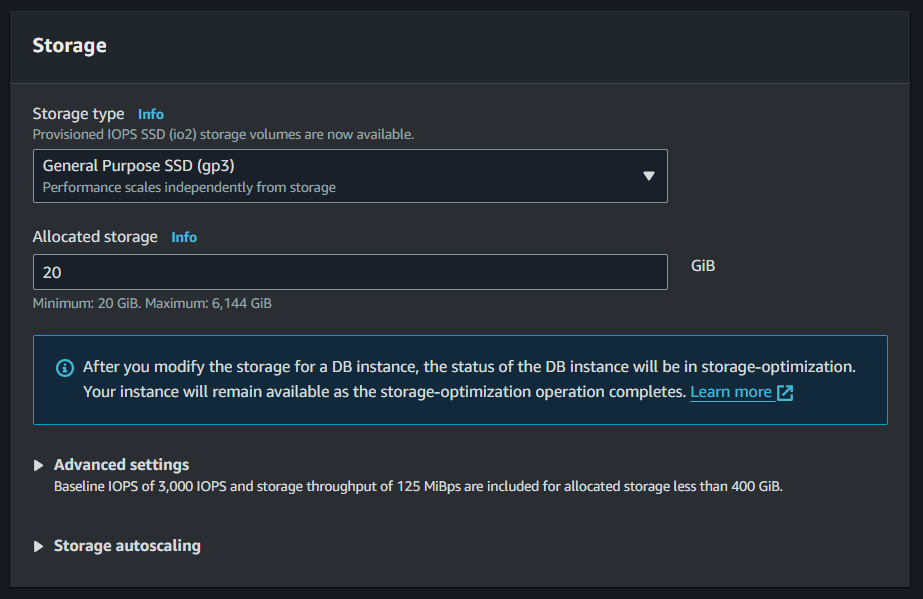 Storage
Storage type Info
Provisioned IOPS SSD (io2) storage volumes are now available.
General Purpose SSD (gp3)
Performance scales independently from storage
Allocated storage Info
20
GiB
Minimum: 20 GiB. Maximum: 6,144 GiB
After you modify the storage for a DB instance, the status of the DB instance will be in storage-optimization.
Your instance will remain available as the storage-optimization operation completes. Learn more
Advanced settings
Baseline IOPS of 3,000 IOPS and storage throughput of 125 MiBps are included for allocated storage less than 400 GiB.
Storage autoscaling